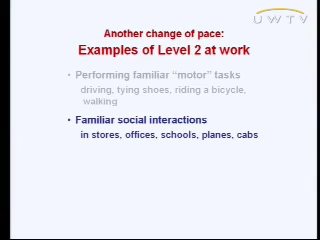 UWTV
Another change of pace:
Examples of Level 2 at work
• Performing familiar “motor” tasks
driving, tying shoes, riding a bicycle,
walking
• Familiar social interactions
in stores, offices, schools, planes, cabs